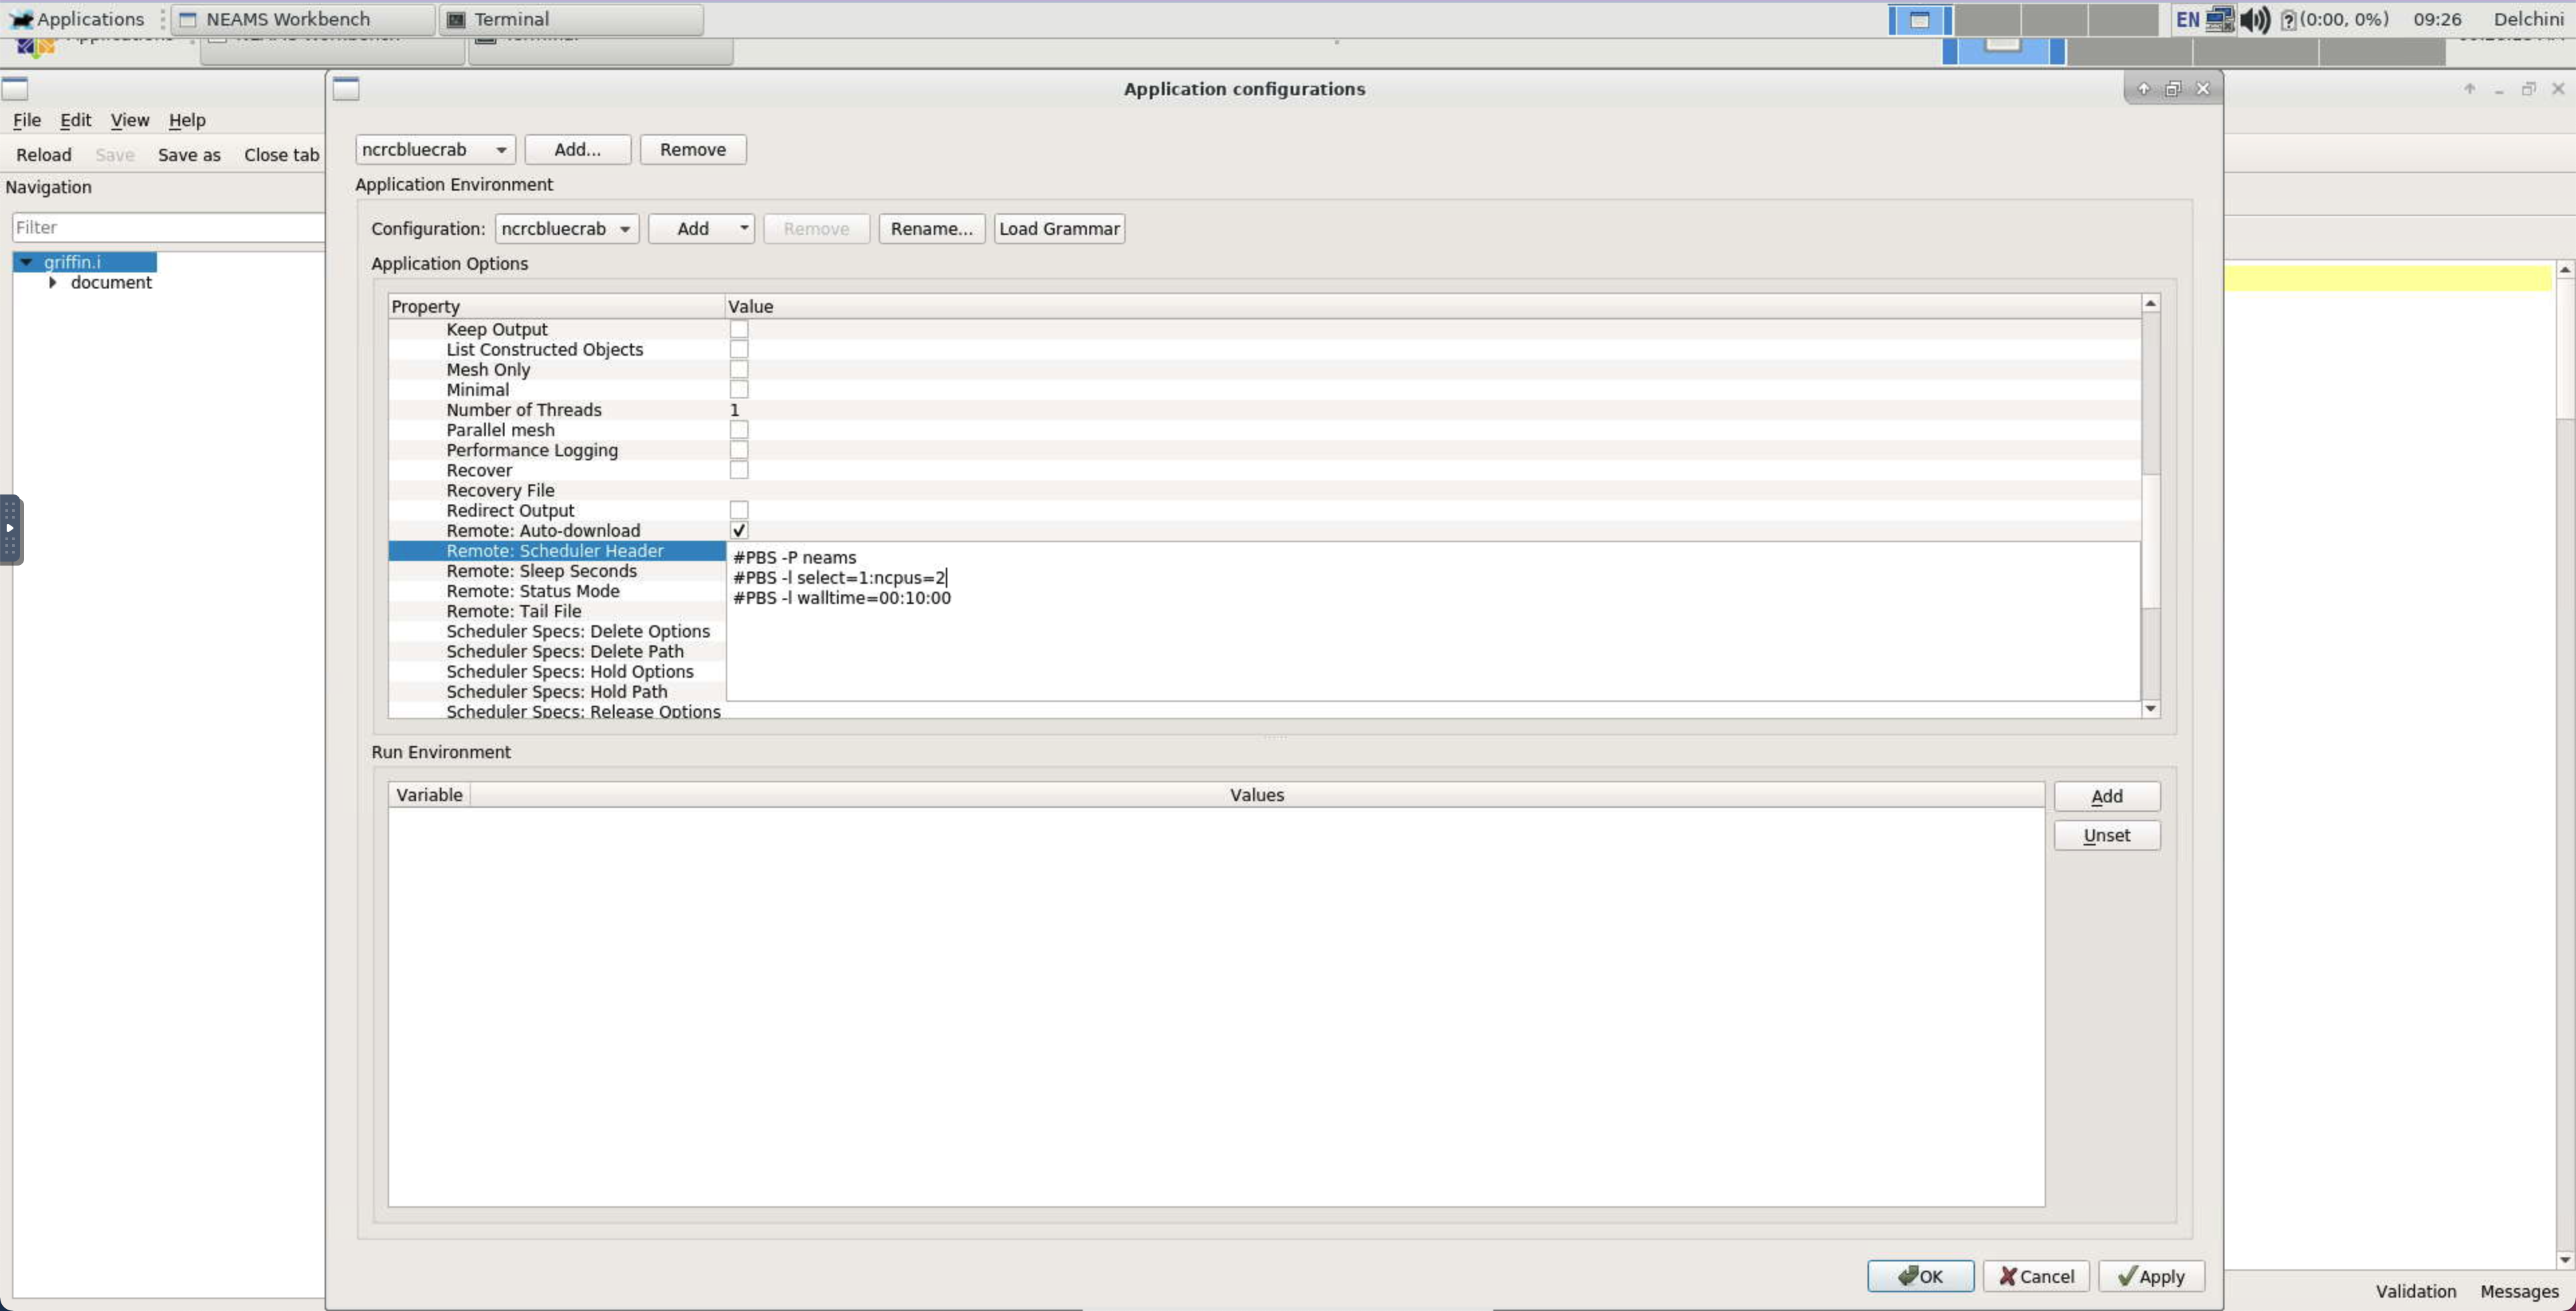 Applications NEAMS Workbench Terminal EN (0:00, 0%) 09:26 Delchini
Application configurations
File Edit View Help
Reload Save Save as Close tab
Navigation
Filter
griffin.i
document
ncrcbluecrab Add... Remove
Application Environment
Configuration: ncrcbluecrab Add Remove Rename... Load Grammar
Application Options
Property Value
Keep Output
List Constructed Objects
Mesh Only
Minimal
Number of Threads 1
Parallel mesh
Performance Logging
Recover
Recovery File
Redirect Output
Remote: Auto-download
Remote: Scheduler Header
#PBS -P neams
#PBS -l select=1:ncpus=2
#PBS -l walltime=00:10:00
Remote: Sleep Seconds
Remote: Status Mode
Remote: Tail File
Scheduler Specs: Delete Options
Scheduler Specs: Delete Path
Scheduler Specs: Hold Options
Scheduler Specs: Hold Path
Scheduler Specs: Release Options
Run Environment
Variable Values
Add
Unset
OK Cancel Apply
Validation Messages